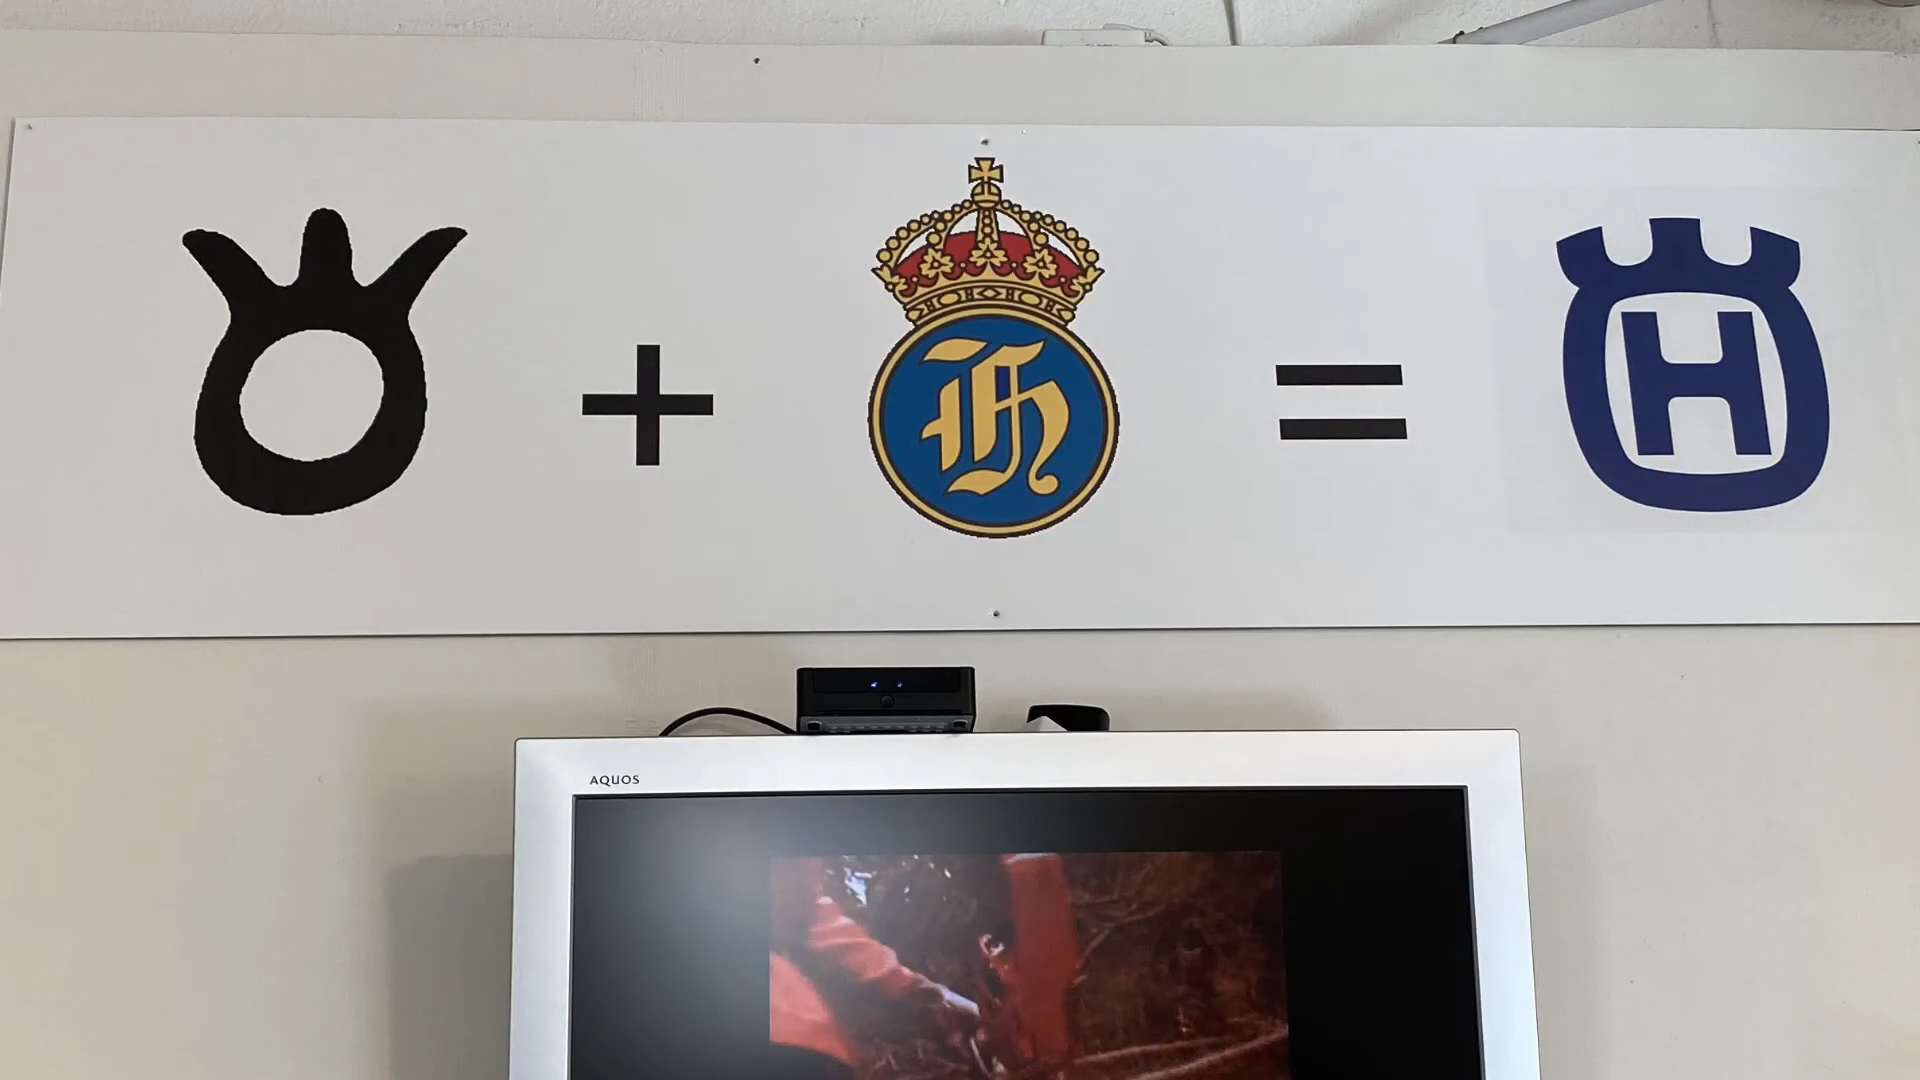 + H = H
AQUOS